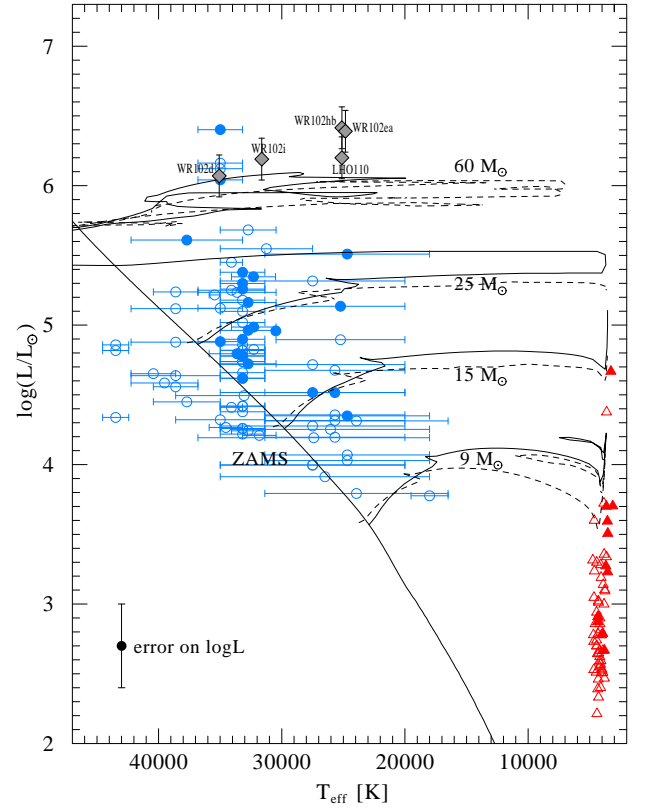 7
WR102hb
WR102ea
WR102i
WR102d
LHO110
60 M⊙
6
25 M⊙
5
15 M⊙
ZAMS
9 M⊙
4
3
error on logL
2
log(L/L⊙)
40000 30000 20000 10000
T_eff [K]